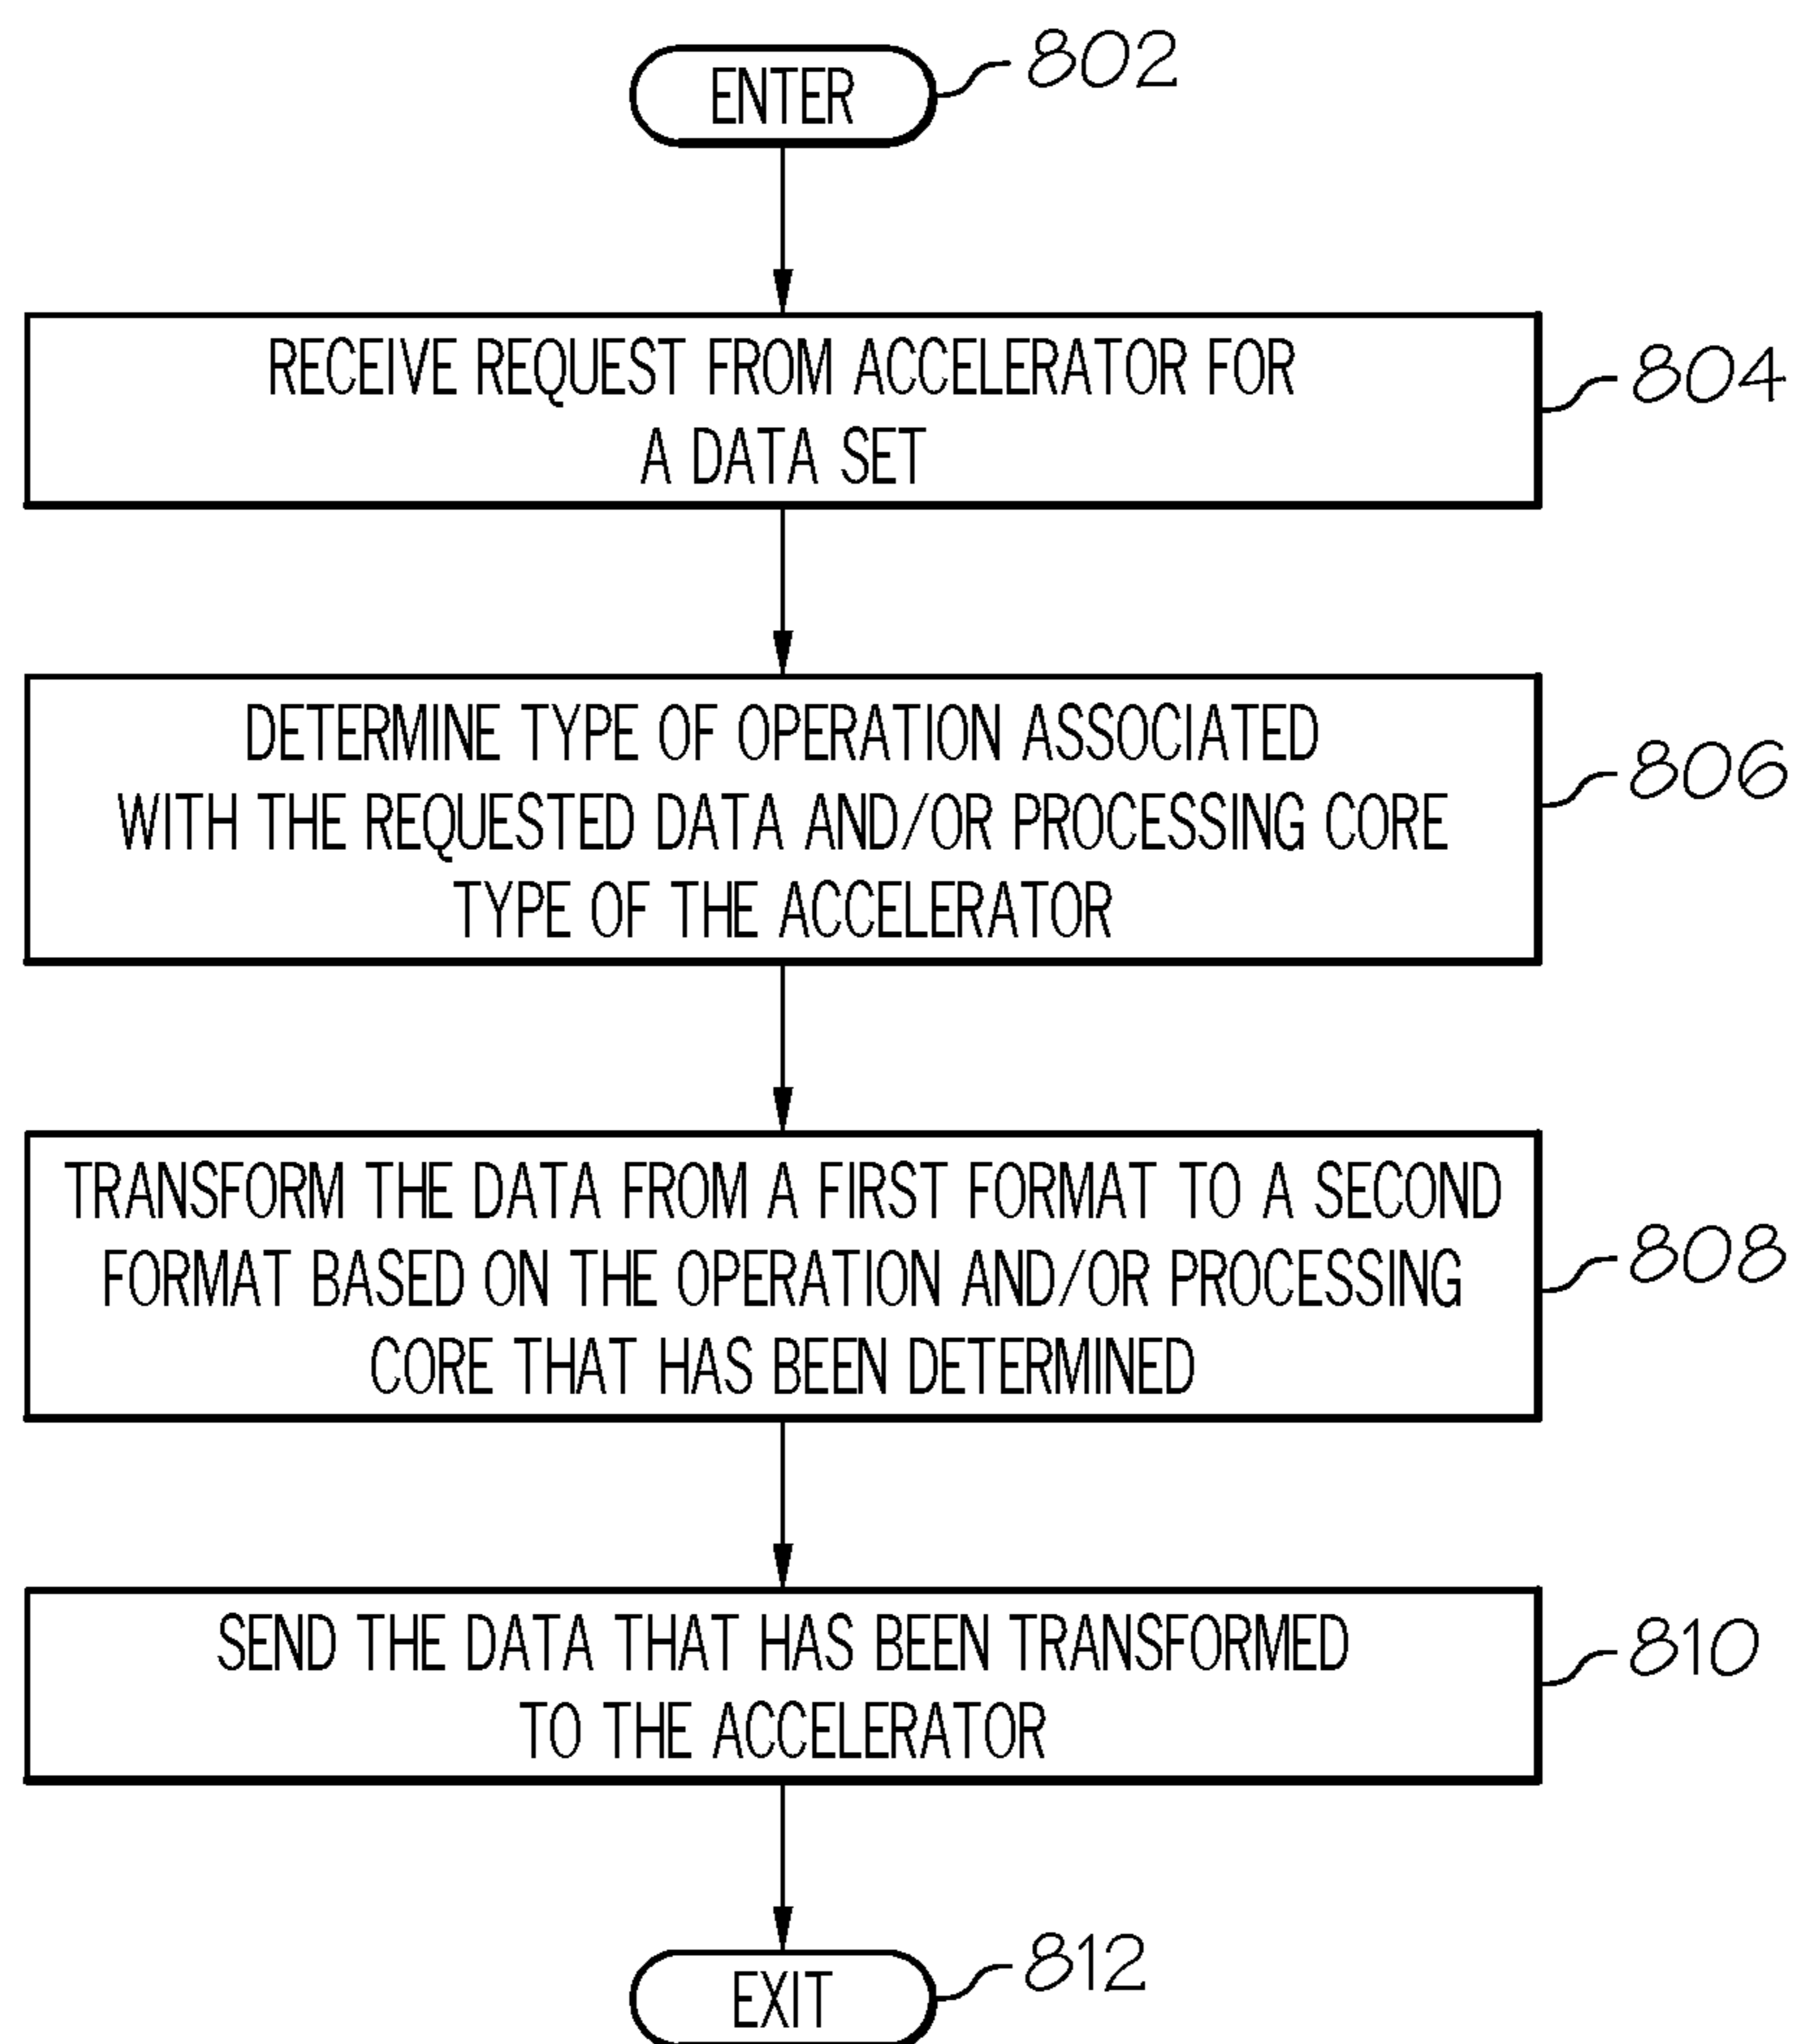 ENTER
802
RECEIVE REQUEST FROM ACCELERATOR FOR
A DATA SET
804
DETERMINE TYPE OF OPERATION ASSOCIATED
WITH THE REQUESTED DATA AND/OR PROCESSING CORE
TYPE OF THE ACCELERATOR
806
TRANSFORM THE DATA FROM A FIRST FORMAT TO A SECOND
FORMAT BASED ON THE OPERATION AND/OR PROCESSING
CORE THAT HAS BEEN DETERMINED
808
SEND THE DATA THAT HAS BEEN TRANSFORMED
TO THE ACCELERATOR
810
EXIT
812